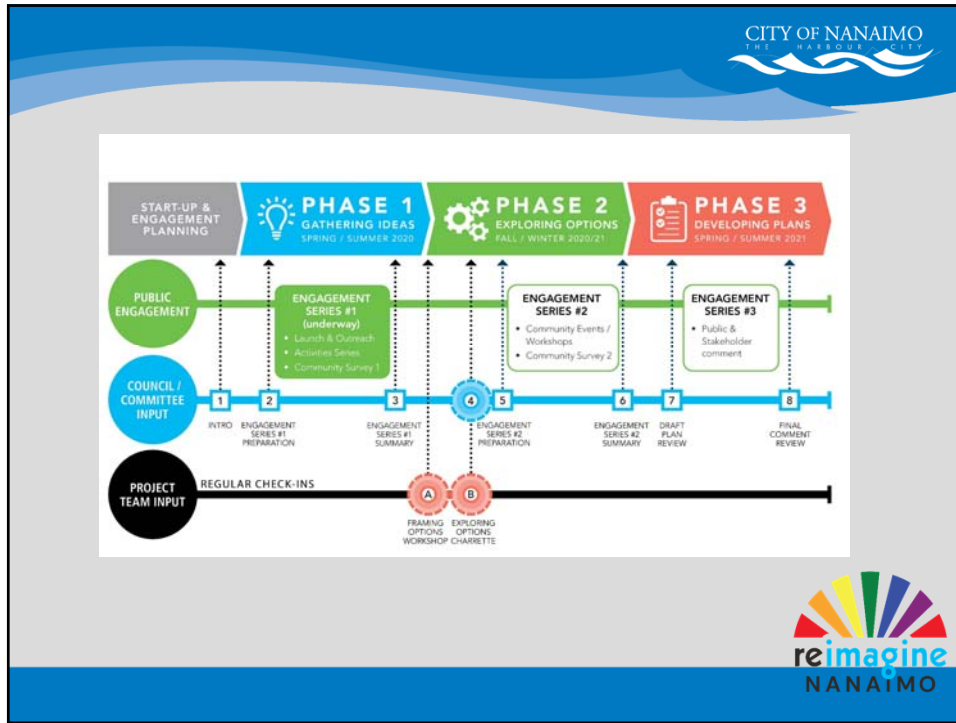 CITY OF NANAIMO
THE HARBOUR CITY
START-UP &
ENGAGEMENT
PLANNING
PHASE 1
GATHERING IDEAS
SPRING / SUMMER 2020
PHASE 2
EXPLORING OPTIONS
FALL / WINTER 2020/21
PHASE 3
DEVELOPING PLANS
SPRING / SUMMER 2021
PUBLIC
ENGAGEMENT
ENGAGEMENT
SERIES #1
(underway)
• Launch & Outreach
• Activities Series
• Community Survey 1
ENGAGEMENT
SERIES #2
• Community Events /
Workshops
• Community Survey 2
ENGAGEMENT
SERIES #3
• Public &
Stakeholder
comment
COUNCIL /
COMMITTEE
INPUT
1
2
3
4
5
6
7
8
INTRO
ENGAGEMENT
SERIES #1
PREPARATION
ENGAGEMENT
SERIES #1
SUMMARY
ENGAGEMENT
SERIES #2
PREPARATION
ENGAGEMENT
SERIES #2
SUMMARY
DRAFT
PLAN
REVIEW
FINAL
COMMENT
REVIEW
PROJECT
TEAM INPUT
REGULAR CHECK-INS
A
B
FRAMING
OPTIONS
WORKSHOP
EXPLORING
OPTIONS
CHARRETTE
reimagine
NANAIMO